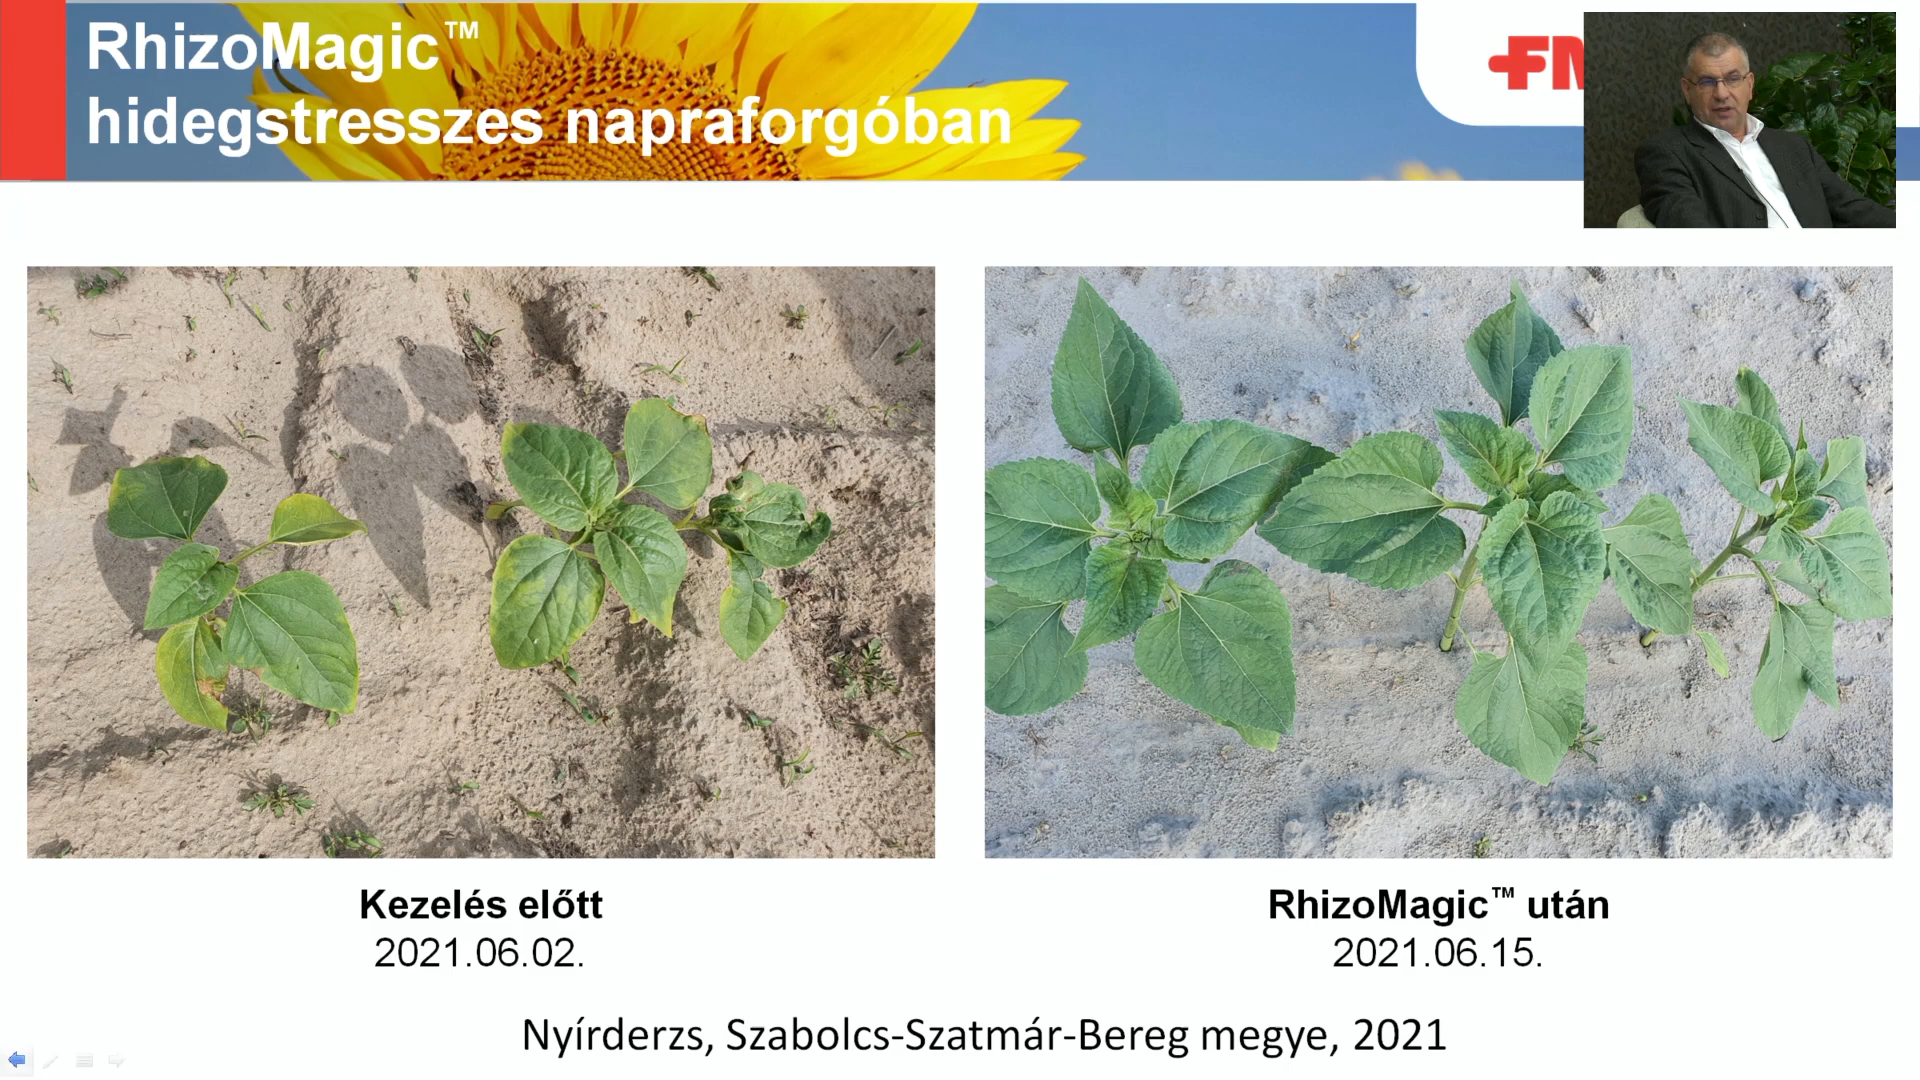 RhizoMagic™
hidegstresszes napraforgóban
FM
Kezelés előtt
2021.06.02.
RhizoMagic™ után
2021.06.15.
Nyírderzs, Szabolcs-Szatmár-Bereg megye, 2021